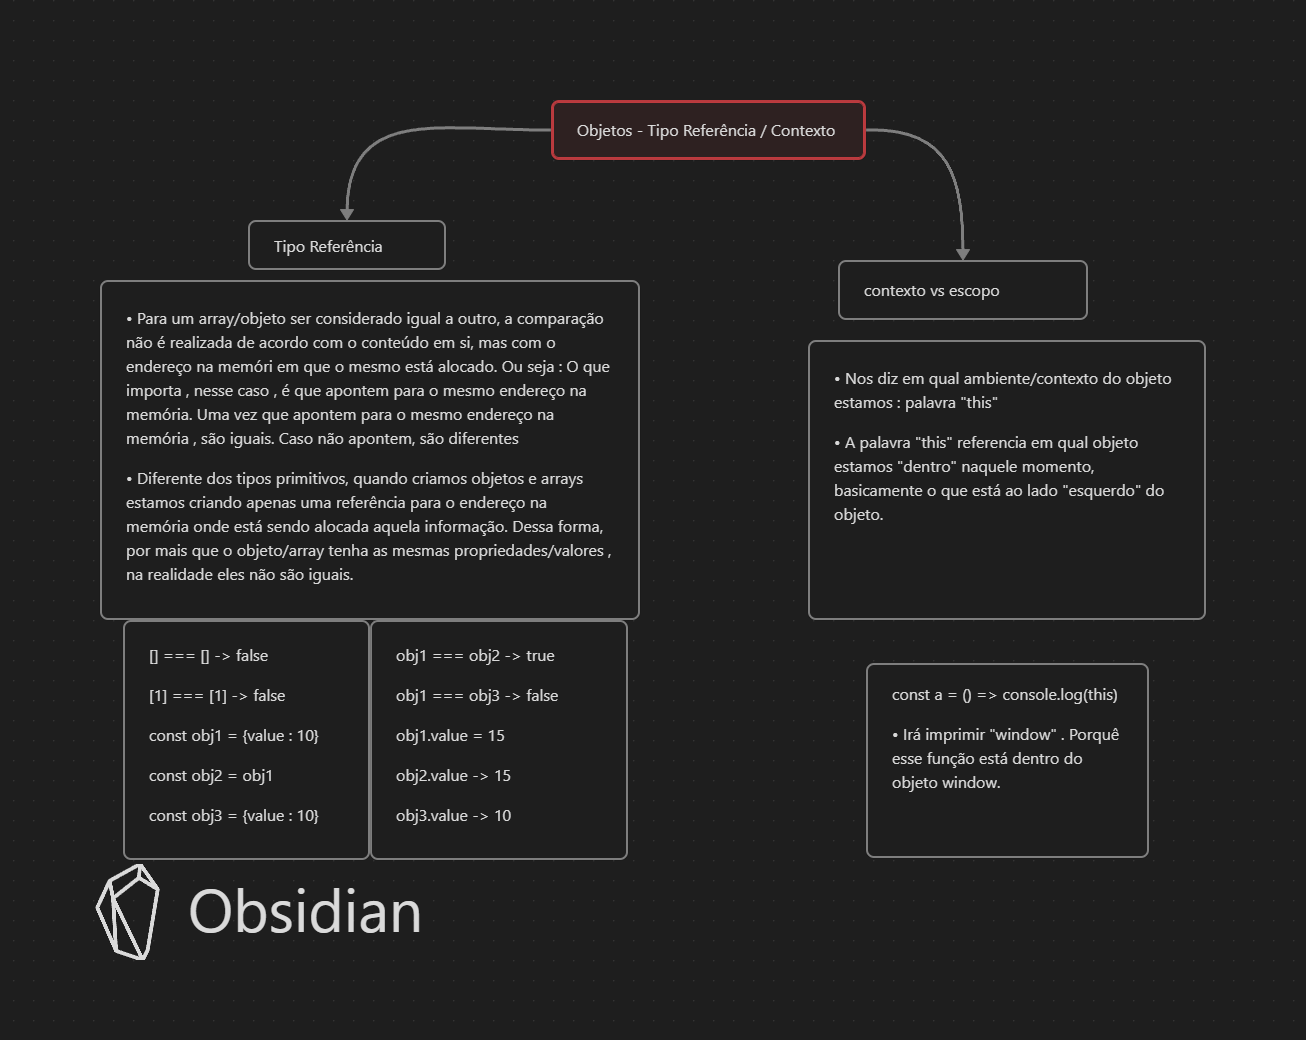 Objetos - Tipo Referência / Contexto
Tipo Referência
• Para um array/objeto ser considerado igual a outro, a comparação
não é realizada de acordo com o conteúdo em si, mas com o
endereço na memóri em que o mesmo está alocado. Ou seja : O que
importa , nesse caso , é que apontem para o mesmo endereço na
memória. Uma vez que apontem para o mesmo endereço na
memória , são iguais. Caso não apontem, são diferentes
• Diferente dos tipos primitivos, quando criamos objetos e arrays
estamos criando apenas uma referência para o endereço na
memória onde está sendo alocada aquela informação. Dessa forma,
por mais que o objeto/array tenha as mesmas propriedades/valores ,
na realidade eles não são iguais.
[] === [] -> false
[1] === [1] -> false
const obj1 = {value : 10}
const obj2 = obj1
const obj3 = {value : 10}
obj1 === obj2 -> true
obj1 === obj3 -> false
obj1.value = 15
obj2.value -> 15
obj3.value -> 10
contexto vs escopo
• Nos diz em qual ambiente/contexto do objeto
estamos : palavra "this"
• A palavra "this" referencia em qual objeto
estamos "dentro" naquele momento,
basicamente o que está ao lado "esquerdo" do
objeto.
const a = () => console.log(this)
• Irá imprimir "window" . Porquê
esse função está dentro do
objeto window.
Obsidian